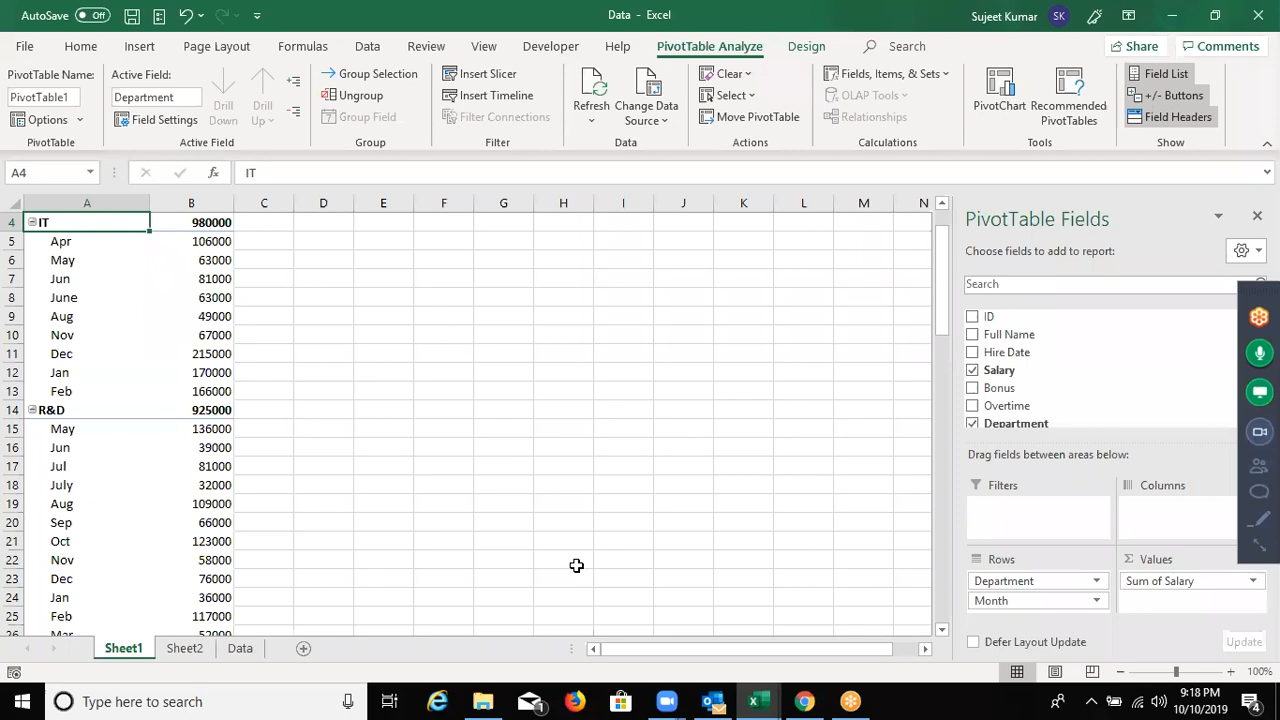 AutoSave Off Data - Excel Sujeet Kumar SK
File Home Insert Page Layout Formulas Data Review View Developer Help PivotTable Analyze Design Search Share Comments
PivotTable Name: Active Field: Group Selection Insert Slicer Clear Fields, Items, & Sets Field List
PivotTable1 Department Drill Down Drill Up Ungroup Insert Timeline Refresh Change Data Source Select OLAP Tools PivotChart Recommended PivotTables +/- Buttons
Options Field Settings Group Field Filter Connections Move PivotTable Relationships Field Headers
PivotTable Active Field Group Filter Data Actions Calculations Tools Show
A4 fx IT
A B C D E F G H I J K L M N
4 IT 980000
5 Apr 106000
6 May 63000
7 Jun 81000
8 June 63000
9 Aug 49000
10 Nov 67000
11 Dec 215000
12 Jan 170000
13 Feb 166000
14 R&D 925000
15 May 136000
16 Jun 39000
17 Jul 81000
18 July 32000
19 Aug 109000
20 Sep 66000
21 Oct 123000
22 Nov 58000
23 Dec 76000
24 Jan 36000
25 Feb 117000
26 Mar 52000
PivotTable Fields
Choose fields to add to report:
Search
ID
Full Name
Hire Date
Salary
Bonus
Overtime
Department
Drag fields between areas below:
Filters Columns
Rows Values
Department Sum of Salary
Month
Defer Layout Update Update
Sheet1 Sheet2 Data
100%
Type here to search
1
9:18 PM
10/10/2019
4